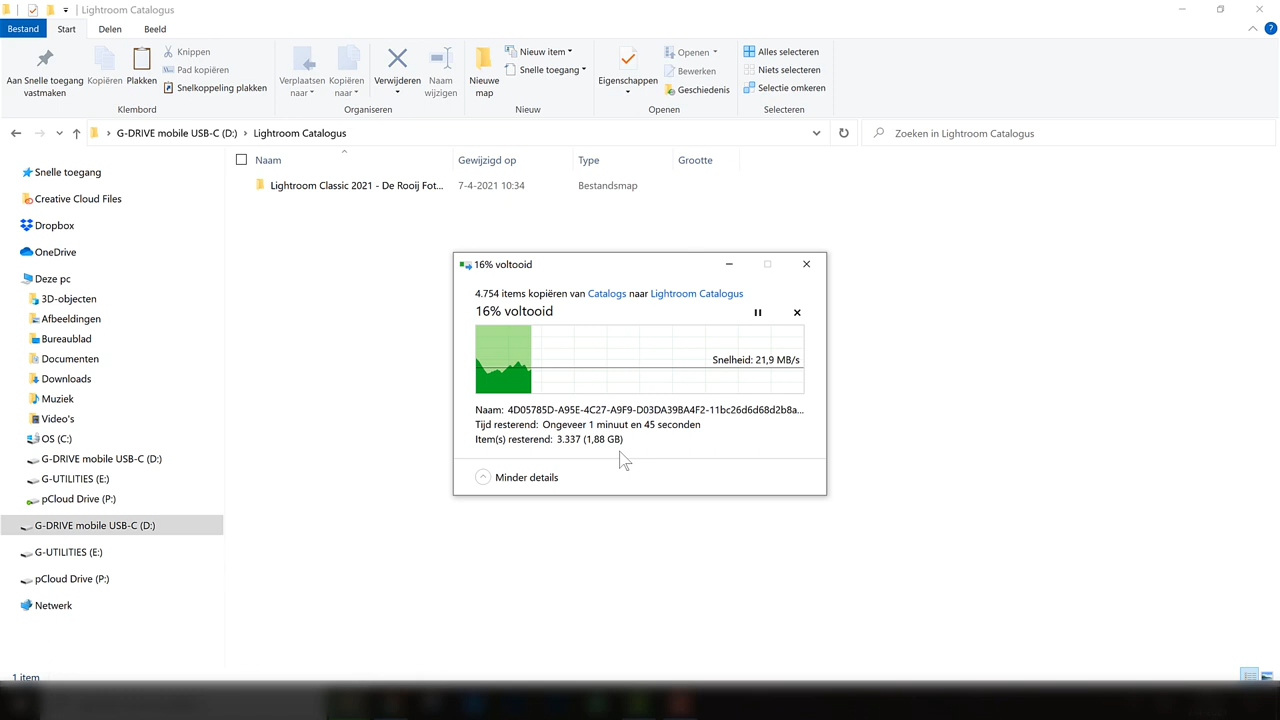 Lightroom Catalogus
Bestand Start Delen Beeld
Aan Snelle toegang vastmaken
Kopiëren
Plakken
Knippen
Pad kopiëren
Snelkoppeling plakken
Klembord
Verplaatsen naar
Kopiëren naar
Verwijderen
Naam wijzigen
Organiseren
Nieuwe map
Nieuw item
Snelle toegang
Nieuw
Eigenschappen
Openen
Bewerken
Geschiedenis
Openen
Alles selecteren
Niets selecteren
Selectie omkeren
Selecteren
G-DRIVE mobile USB-C (D:) > Lightroom Catalogus
Zoeken in Lightroom Catalogus
Naam Gewijzigd op Type Grootte
Lightroom Classic 2021 - De Rooij Fot... 7-4-2021 10:34 Bestandsmap
Snelle toegang
Creative Cloud Files
Dropbox
OneDrive
Deze pc
3D-objecten
Afbeeldingen
Bureaublad
Documenten
Downloads
Muziek
Video's
OS (C:)
G-DRIVE mobile USB-C (D:)
G-UTILITIES (E:)
pCloud Drive (P:)
G-DRIVE mobile USB-C (D:)
G-UTILITIES (E:)
pCloud Drive (P:)
Netwerk
1 item
16% voltooid
4.754 items kopiëren van Catalogs naar Lightroom Catalogus
16% voltooid
Snelheid: 21,9 MB/s
Naam: 4D05785D-A95E-4C27-A9F9-D03DA39BA4F2-11bc26d6d68d2b8a...
Tijd resterend: Ongeveer 1 minuut en 45 seconden
Item(s) resterend: 3.337 (1,88 GB)
Minder details